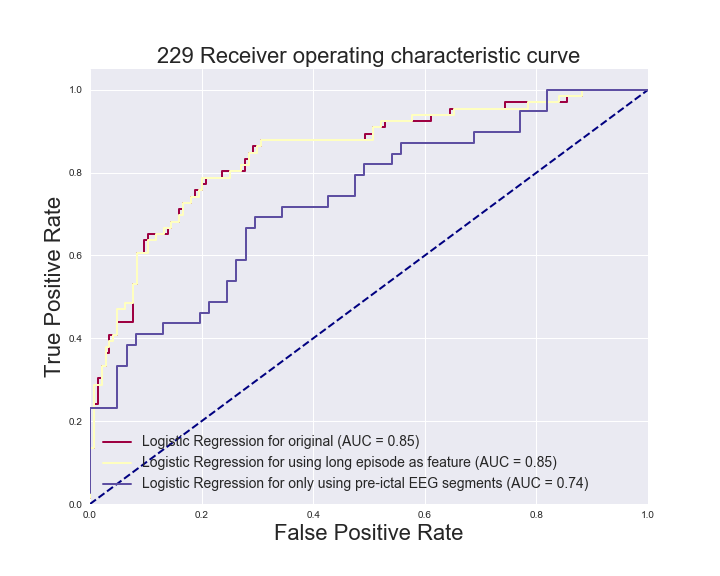 229 Receiver operating characteristic curve
True Positive Rate
1.0
0.8
0.6
0.4
0.2
0.0
Logistic Regression for original (AUC = 0.85)
Logistic Regression for using long episode as feature (AUC = 0.85)
Logistic Regression for only using pre-ictal EEG segments (AUC = 0.74)
0.0 0.2 0.4 0.6 0.8 1.0
False Positive Rate